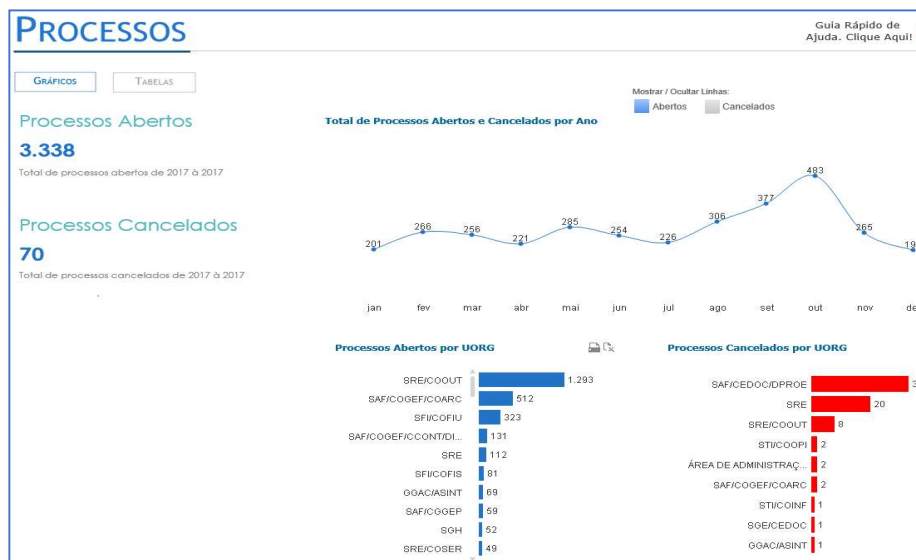 PROCESSOS
Guia Rápido de
Ajuda. Clique Aqui!
GRÁFICOS
TABELAS
Mostrar / Ocultar Linhas:
Abertos
Cancelados
Processos Abertos
3.338
Total de processos abertos de 2017 à 2017
Processos Cancelados
70
Total de processos cancelados de 2017 à 2017
Total de Processos Abertos e Cancelados por Ano
201
266
256
221
285
254
226
306
377
483
265
jan
fev
mar
abr
mai
jun
jul
ago
set
out
nov
Processos Abertos por UORG
SRE/COOUT 1.293
SAF/COGEF/COARC 512
SFI/COFIU 323
SAF/COGEF/CCONT/DI... 131
SRE 112
SFI/COFIS 81
GGAC/ASINT 69
SAF/CGGEP 59
SGH 52
SRE/COSER 49
Processos Cancelados por UORG
SAF/CEDOC/DPROE
SRE 20
SRE/COOUT 8
STI/COOPI 2
ÁREA DE ADMINISTRAÇ... 2
SAF/COGEF/COARC 2
STI/COINF 1
SGE/CEDOC 1
GGAC/ASINT 1